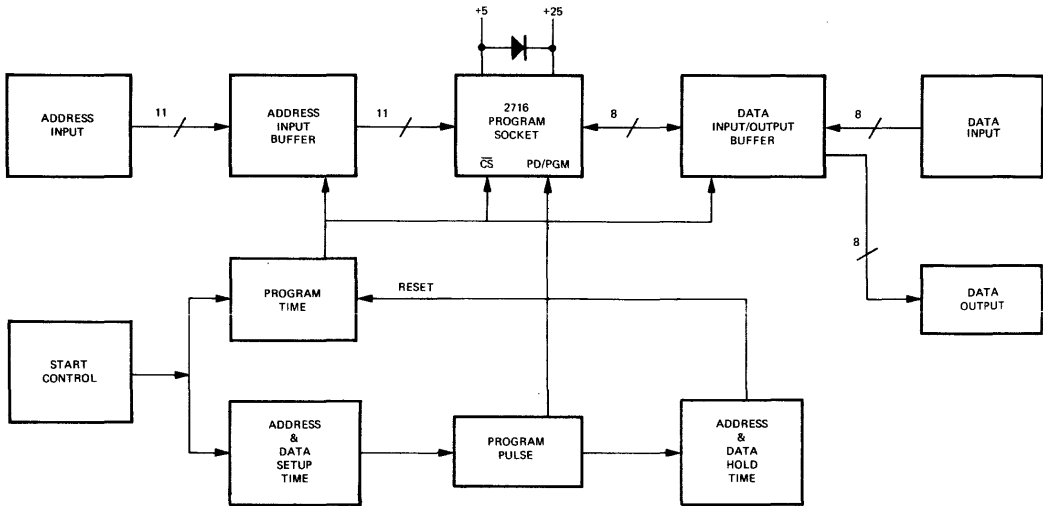 +5
+25
ADDRESS
INPUT
11
ADDRESS
INPUT
BUFFER
11
2716
PROGRAM
SOCKET
CS PD/PGM
8
DATA
INPUT/OUTPUT
BUFFER
8
DATA
INPUT
8
DATA
OUTPUT
PROGRAM
TIME
RESET
START
CONTROL
ADDRESS
&
DATA
SETUP
TIME
PROGRAM
PULSE
ADDRESS
&
DATA
HOLD
TIME